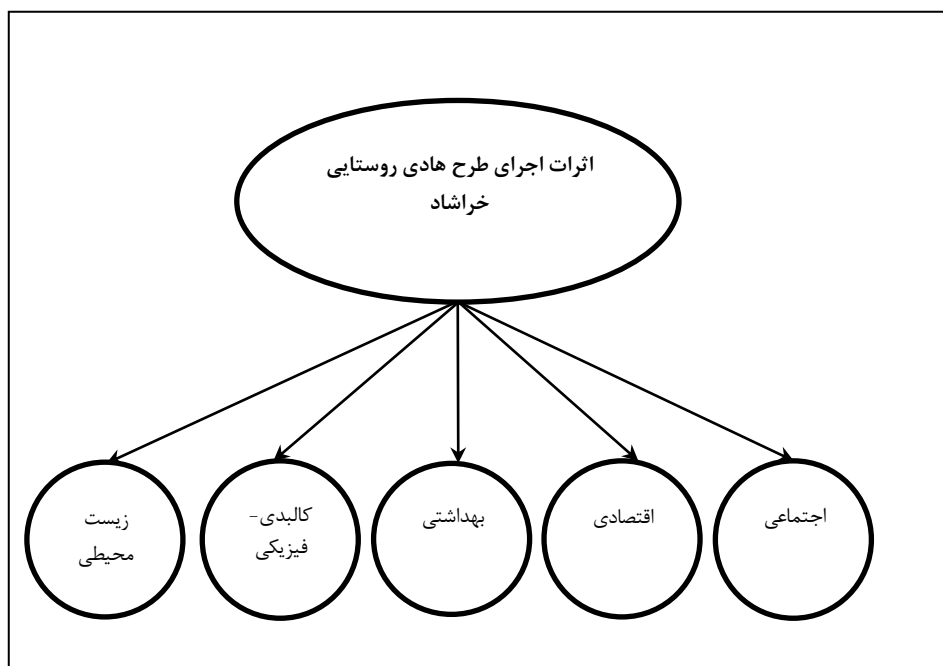 اثرات اجرای طرح هادی روستایی
خراشاد
اجتماعی
اقتصادی
بهداشتی
کالبدی-
فیزیکی
زیست
محیطی